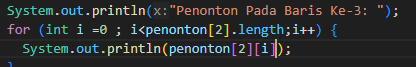 System.out.println(x:"Penonton Pada Baris Ke-3: ");
for (int i =0 ; i<penonton[2].length;i++) {
System.out.println(penonton[2][i]);